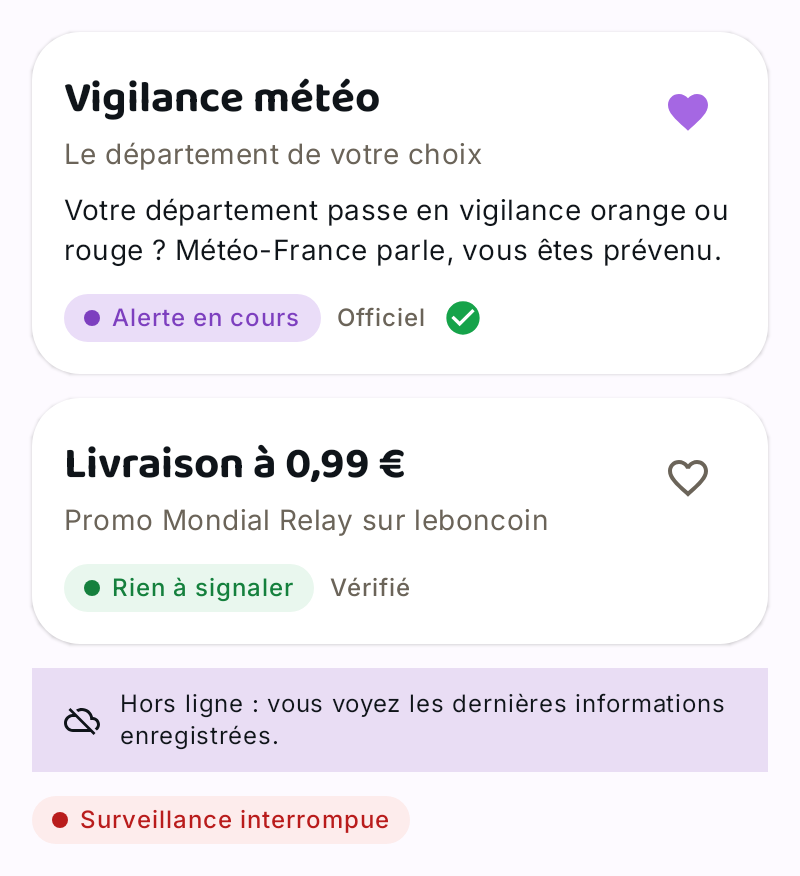 Vigilance météo
Le département de votre choix
Votre département passe en vigilance orange ou
rouge ? Météo-France parle, vous êtes prévenu.
Alerte en cours Officiel
Livraison à 0,99 €
Promo Mondial Relay sur leboncoin
Rien à signaler Vérifié
Hors ligne : vous voyez les dernières informations
enregistrées.
Surveillance interrompue